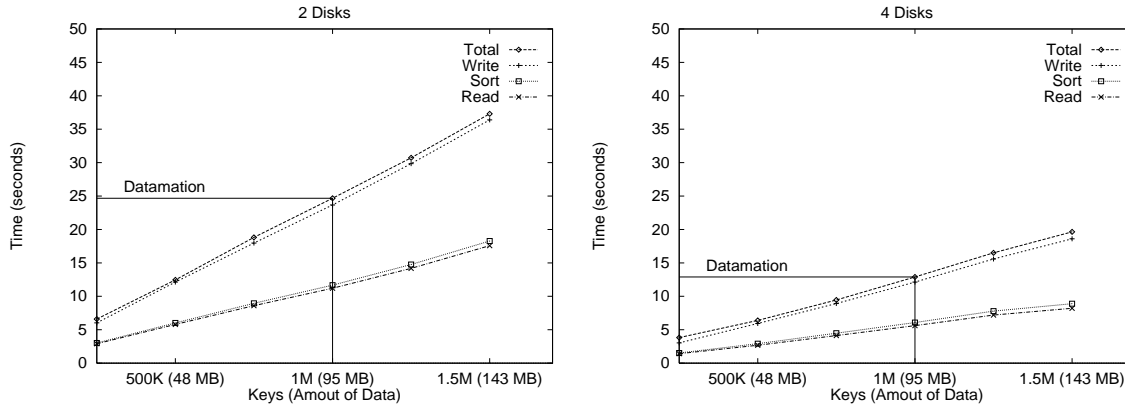 2 Disks
50
45
40
35
30
25
20
15
10
5
0
Time (seconds)
Total
Write
Sort
Read
Datamation
500K (48 MB) 1M (95 MB) 1.5M (143 MB)
Keys (Amout of Data)
4 Disks
50
45
40
35
30
25
20
15
10
5
0
Time (seconds)
Total
Write
Sort
Read
Datamation
500K (48 MB) 1M (95 MB) 1.5M (143 MB)
Keys (Amout of Data)